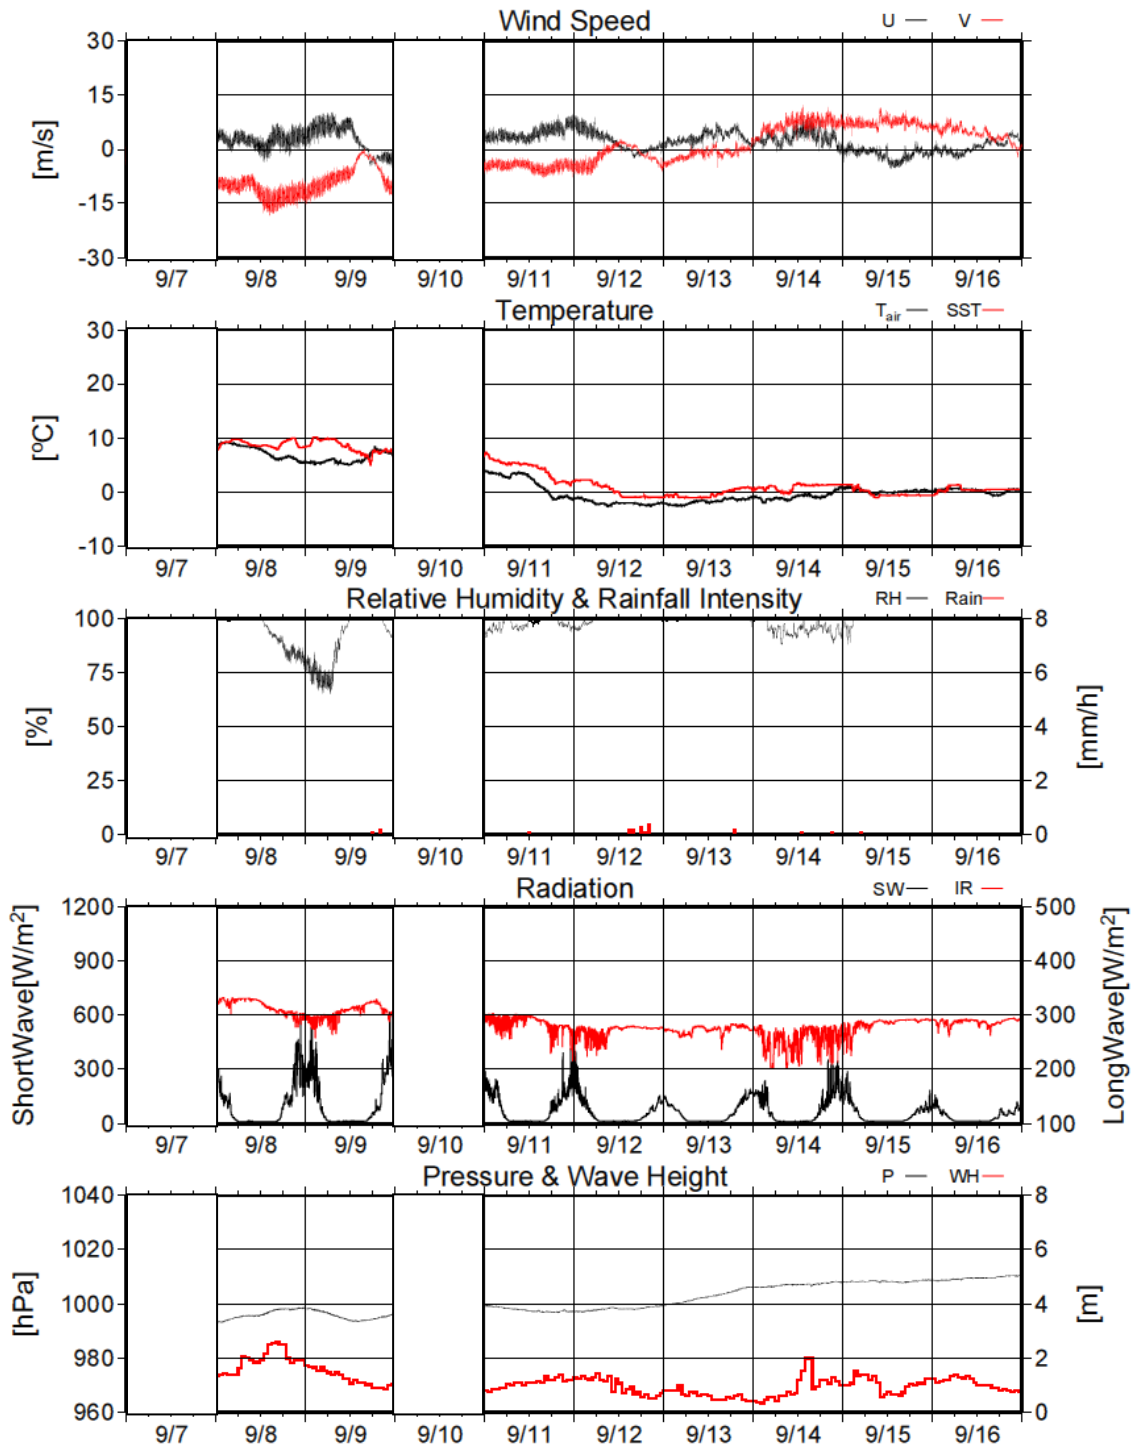 Wind Speed U V
30
15
0
-15
-30
[m/s]
9/7 9/8 9/9 9/10 9/11 9/12 9/13 9/14 9/15 9/16
Temperature Tair SST
30
20
10
0
-10
[ºC]
9/7 9/8 9/9 9/10 9/11 9/12 9/13 9/14 9/15 9/16
Relative Humidity & Rainfall Intensity RH Rain
100 8
75 6
50 4
25 2
0 0
[%] [mm/h]
9/7 9/8 9/9 9/10 9/11 9/12 9/13 9/14 9/15 9/16
Radiation SW IR
1200 500
900 400
600 300
300 200
0 100
ShortWave[W/m2] LongWave[W/m2]
9/7 9/8 9/9 9/10 9/11 9/12 9/13 9/14 9/15 9/16
Pressure & Wave Height P WH
1040 8
1020 6
1000 4
980 2
960 0
[hPa] [m]
9/7 9/8 9/9 9/10 9/11 9/12 9/13 9/14 9/15 9/16